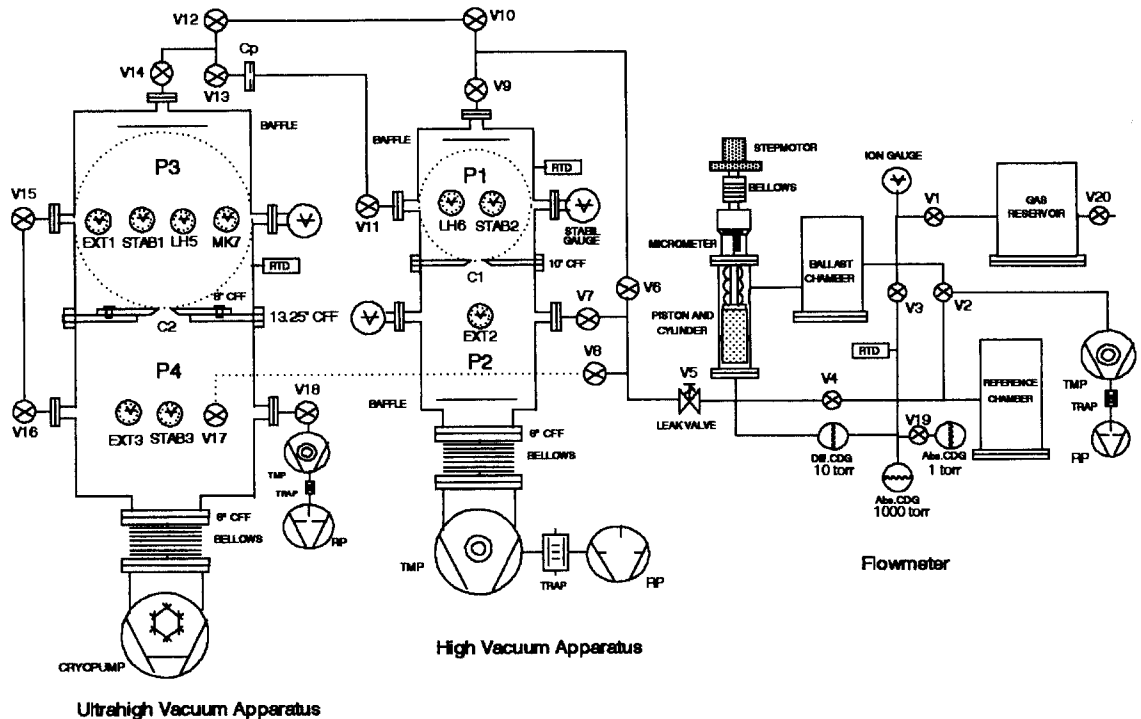 V12
V10
Cp
V14
V13
V9
BAFFLE
BAFFLE
STEPMOTOR
ION GAUGE
BELLOWS
V1
GAS
RESERVOIR
V20
P3
P1
RTD
V15
EXT1
STAB1
LH5
MK7
V11
LH6
STAB2
STABIL
GAUGE
MICROMETER
BALLAST
CHAMBER
RTD
C1
10" CFF
8" CFF
C2
13.25" CFF
V7
V6
PISTON AND
CYLINDER
V3
V2
EXT2
P4
P2
V8
RTD
V5
LEAK VALVE
V4
REFERENCE
CHAMBER
TMP
TRAP
RP
V16
EXT3
STAB3
V17
V18
BAFFLE
6" CFF
BELLOWS
V19
Diff.CDG
10 torr
Abs.CDG
1 torr
Abs.CDG
1000 torr
TMP
TRAP
RP
6" CFF
BELLOWS
TMP
TRAP
RP
CRYOPUMP
Flowmeter
High Vacuum Apparatus
Ultrahigh Vacuum Apparatus